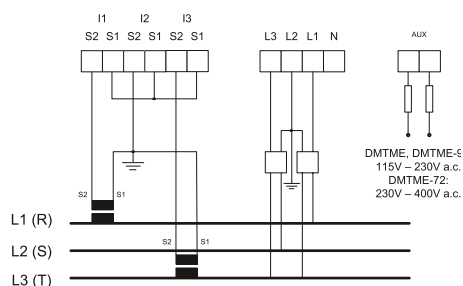 I1 I2 I3
S2 S1 S2 S1 S2 S1
L3 L2 L1 N
AUX
DMTME, DMTME-9
115V – 230V a.c.
DMTME-72:
230V – 400V a.c.
S2 S1
L1 (R)
S2 S1
L2 (S)
L3 (T)